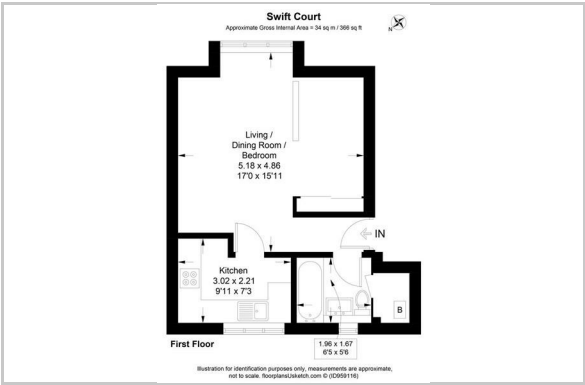 Swift Court
Approximate Gross Internal Area = 34 sq m / 366 sq ft
N
Living /
Dining Room /
Bedroom
5.18 x 4.86
17'0 x 15'11
IN
Kitchen
3.02 x 2.21
9'11 x 7'3
B
First Floor
1.96 x 1.67
6'5 x 5'6
Illustration for identification purposes only, measurements are approximate,
not to scale. floorplansUsketch.com © (ID959116)